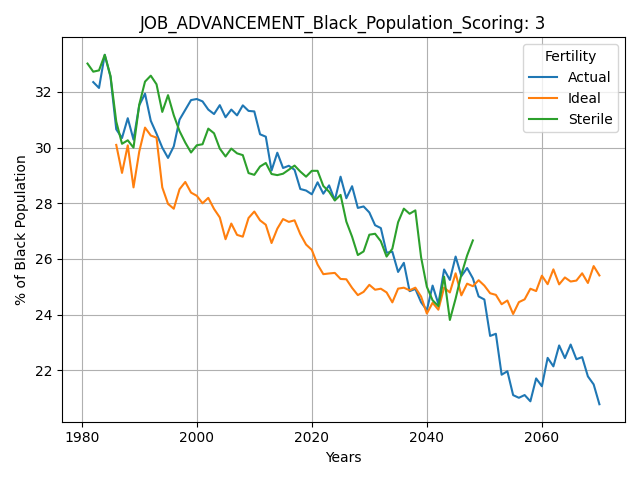 JOB_ADVANCEMENT_Black_Population_Scoring: 3
Fertility
Actual
Ideal
Sterile
% of Black Population
32
30
28
26
24
22
1980
2000
2020
2040
2060
Years